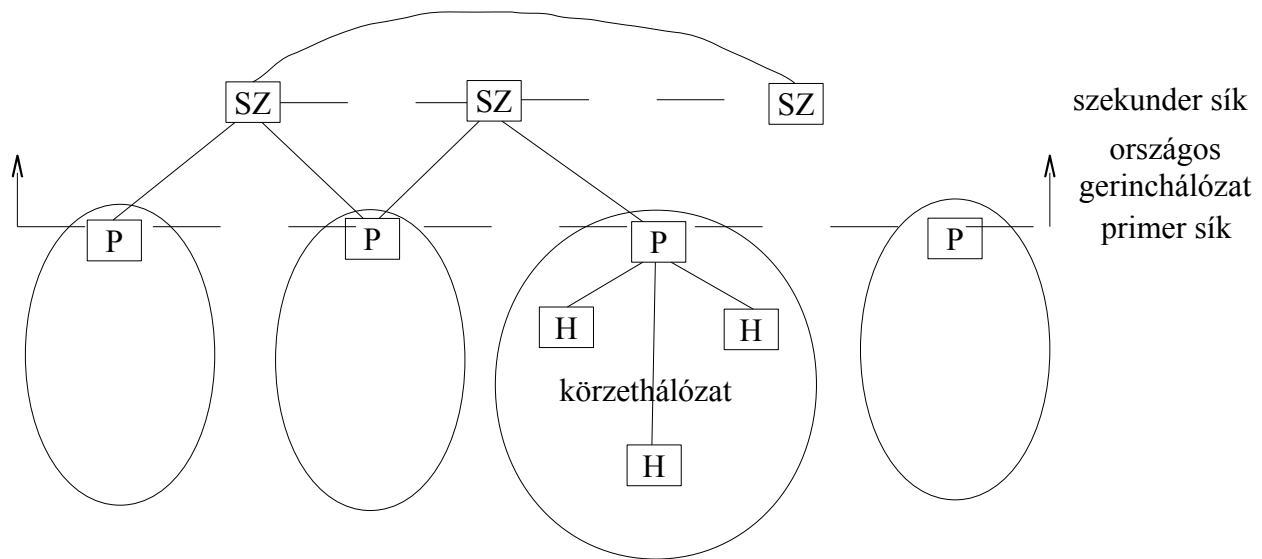 SZ
SZ
SZ
szekunder sík
országos
gerinchálózat
primer sík
P
P
P
P
H
H
körzethálózat
H